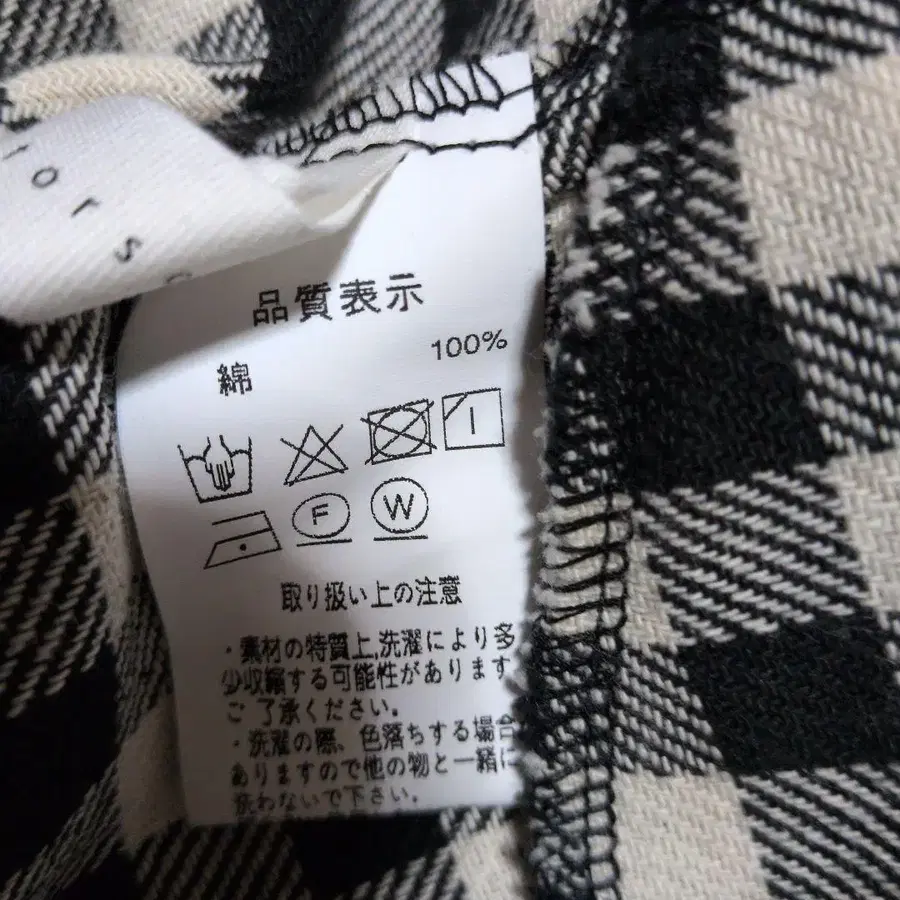 品質表示
綿 100%
F W
取り扱い上の注意
・素材の特質上,洗濯により多
少収縮する可能性があります
ご了承ください。
・洗濯の際、色落ちする場合
ありますので他の物と一緒に
洗わないで下さい。